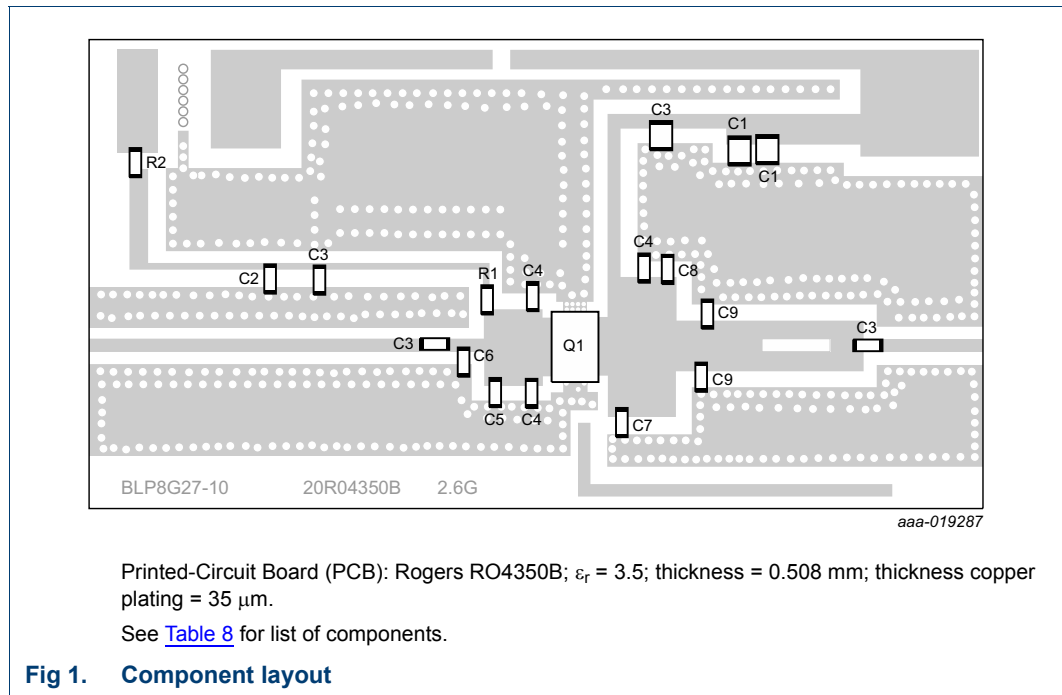 C3
C1
C1
R2
C3
C2
R1
C4
C4
C8
C9
C3
C6
Q1
C3
C9
C5
C4
C7
BLP8G27-10 20R04350B 2.6G
aaa-019287
Printed-Circuit Board (PCB): Rogers RO4350B; εr = 3.5; thickness = 0.508 mm; thickness copper
plating = 35 μm.
See Table 8 for list of components.
Fig 1. Component layout